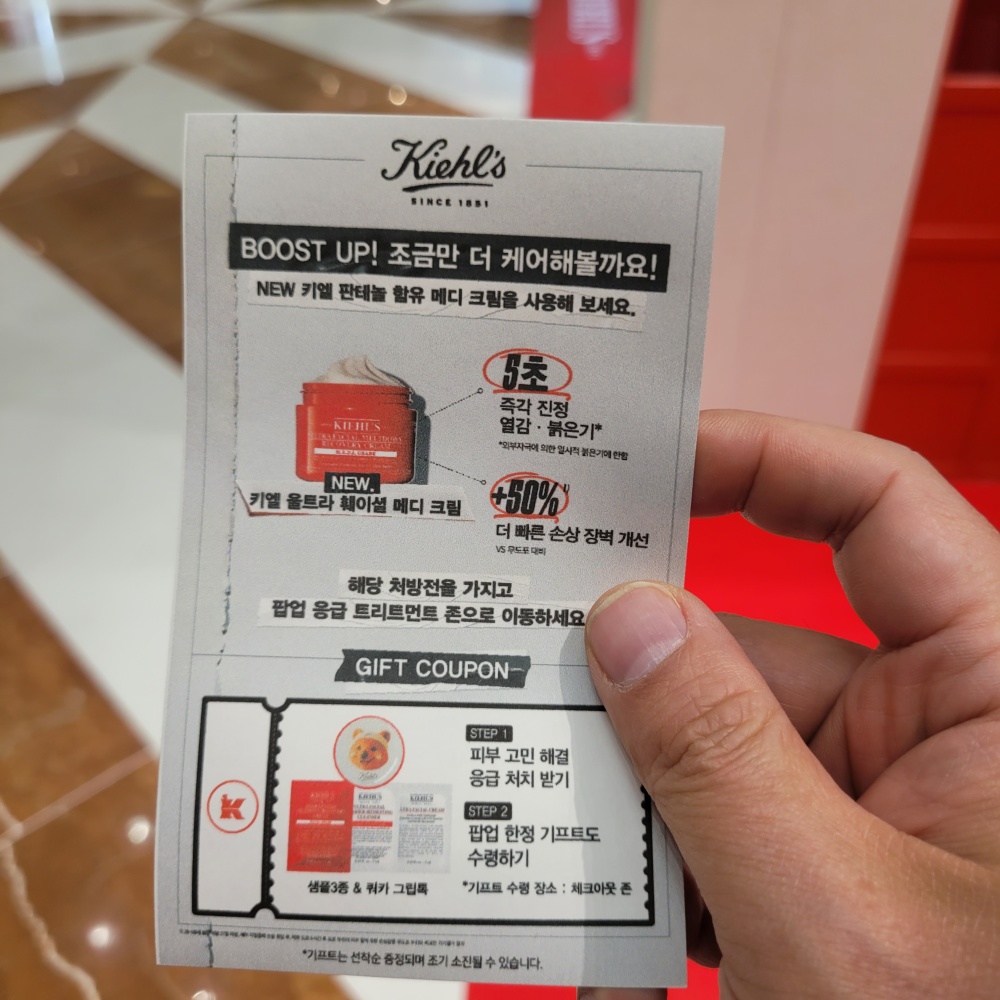 Kiehl's
SINCE 1851
BOOST UP! 조금만 더 케어해볼까요!
NEW 키엘 판테놀 함유 메디 크림을 사용해 보세요.
5초
즉각 진정
열감 · 붉은기*
*외부자극에 의한 일시적 붉은기에 한함
KIEHL'S
ULTRA FACIAL MELTDOWN
RECOVERY CREAM
NEW.
키엘 울트라 훼이셜 메디 크림
+50%¹⁾
더 빠른 손상 장벽 개선
VS 무도포 대비
해당 처방전을 가지고
팝업 응급 트리트먼트 존으로 이동하세요
GIFT COUPON
K
Kiehl's
STEP 1
피부 고민 해결
응급 처치 받기
STEP 2
팝업 한정 기프트도
수령하기
샘플3종 & 쿼카 그립톡
*기프트 수령 장소 : 체크아웃 존
*기프트는 선착순 증정되며 조기 소진될 수 있습니다.